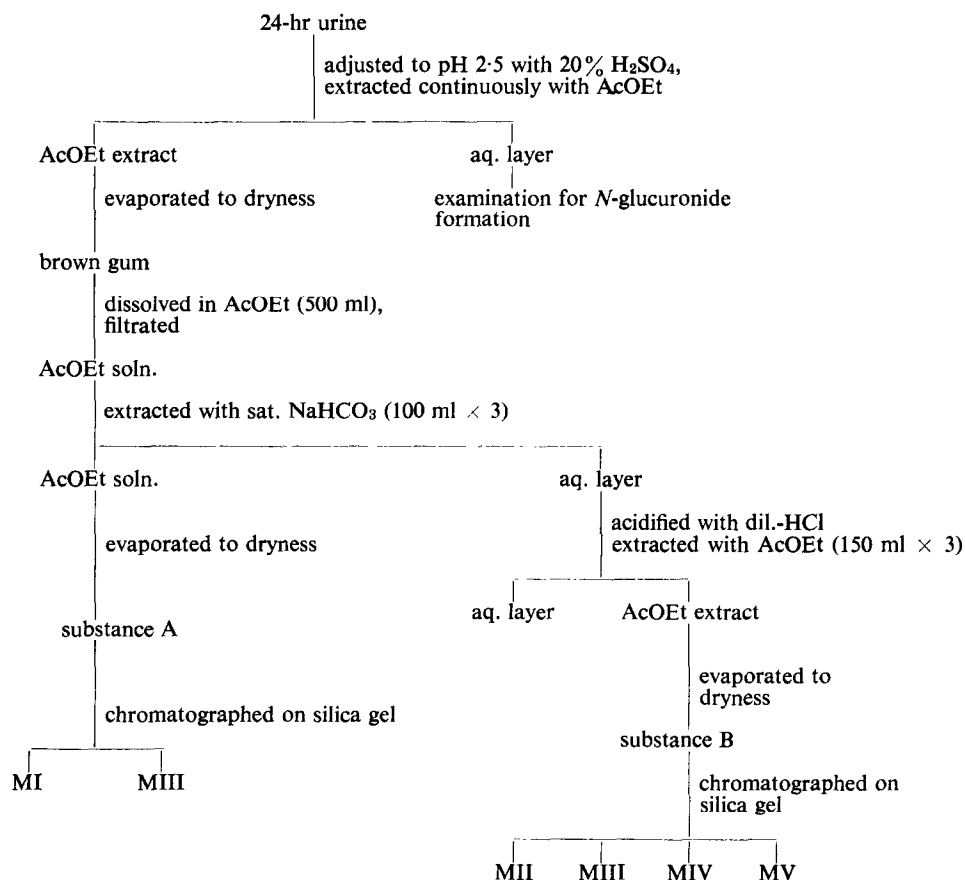 24-hr urine
adjusted to pH 2·5 with 20% H₂SO₄,
extracted continuously with AcOEt
AcOEt extract
aq. layer
evaporated to dryness
examination for N-glucuronide
formation
brown gum
dissolved in AcOEt (500 ml),
filtrated
AcOEt soln.
extracted with sat. NaHCO₃ (100 ml × 3)
AcOEt soln.
aq. layer
evaporated to dryness
acidified with dil.-HCl
extracted with AcOEt (150 ml × 3)
aq. layer
AcOEt extract
substance A
evaporated to
dryness
chromatographed on silica gel
substance B
MI
MIII
chromatographed on
silica gel
MII
MIII
MIV
MV